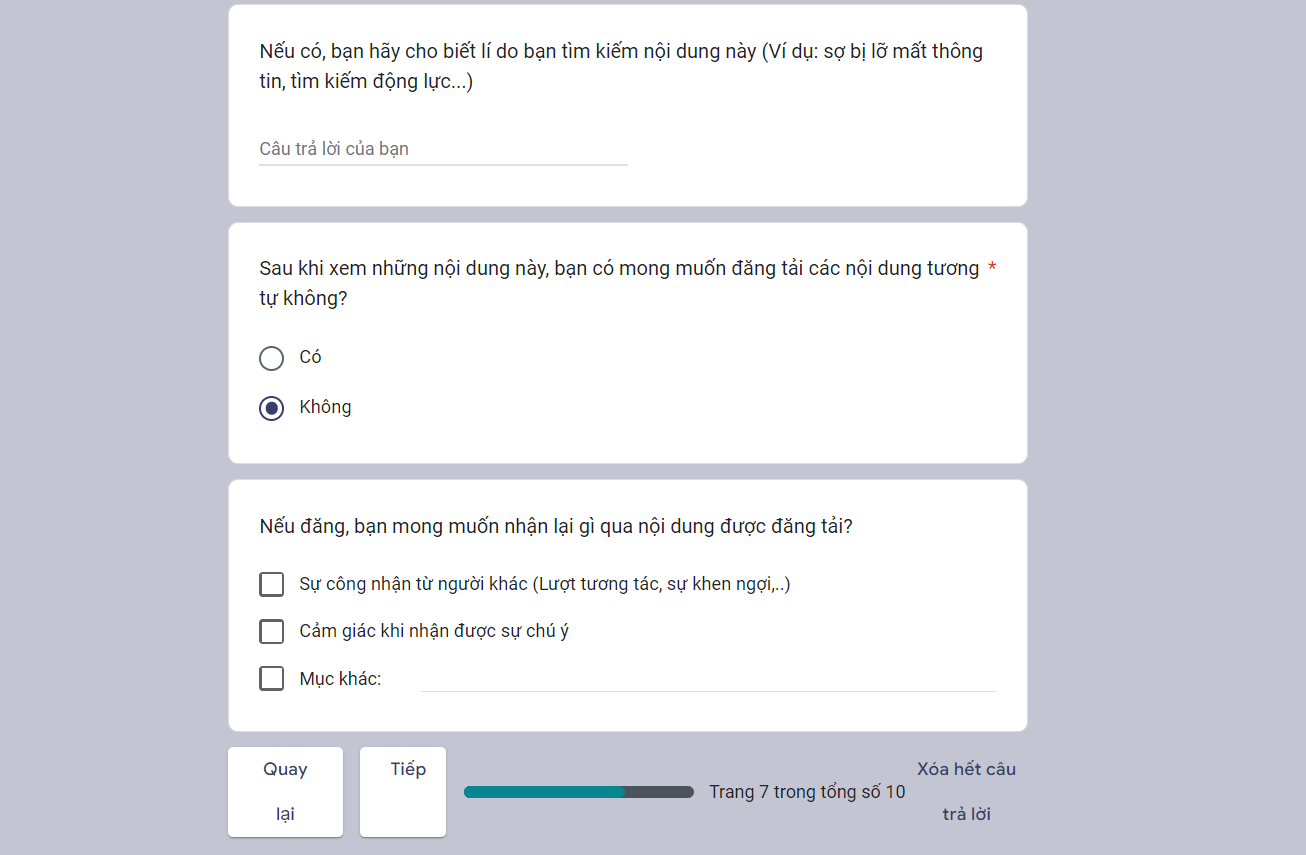 Nếu có, bạn hãy cho biết lí do bạn tìm kiếm nội dung này (Ví dụ: sợ bị lỡ mất thông
tin, tìm kiếm động lực...)
Câu trả lời của bạn
Sau khi xem những nội dung này, bạn có mong muốn đăng tải các nội dung tương *
tự không?
Có
Không
Nếu đăng, bạn mong muốn nhận lại gì qua nội dung được đăng tải?
Sự công nhận từ người khác (Lượt tương tác, sự khen ngợi,..)
Cảm giác khi nhận được sự chú ý
Mục khác:
Quay
lại
Tiếp
Trang 7 trong tổng số 10
Xóa hết câu
trả lời